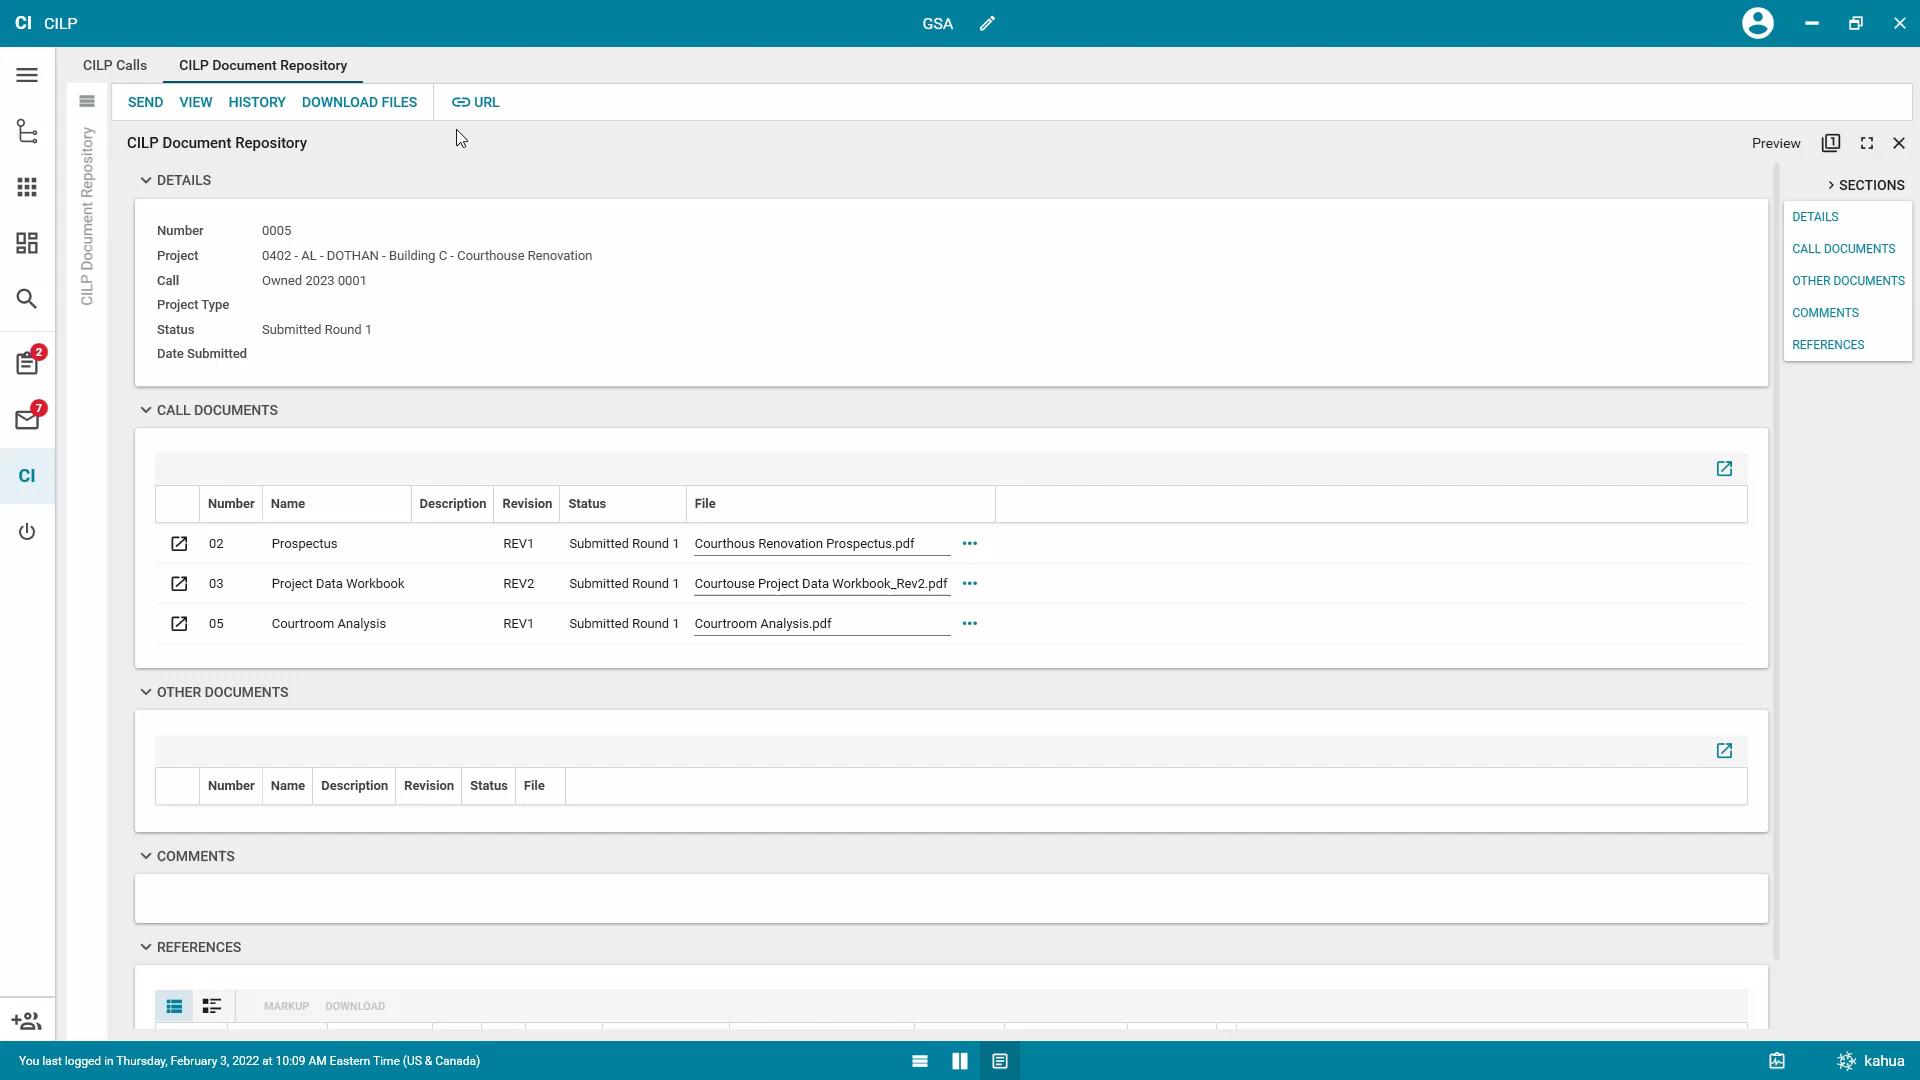 CI CILP GSA
CILP Calls CILP Document Repository
SEND VIEW HISTORY DOWNLOAD FILES URL
CILP Document Repository
CILP Document Repository Preview 1
DETAILS
Number 0005
Project 0402 - AL - DOTHAN - Building C - Courthouse Renovation
Call Owned 2023 0001
Project Type
Status Submitted Round 1
Date Submitted
SECTIONS
DETAILS
CALL DOCUMENTS
OTHER DOCUMENTS
COMMENTS
REFERENCES
2
7
CI
CALL DOCUMENTS
Number Name Description Revision Status File
02 Prospectus REV1 Submitted Round 1 Courthous Renovation Prospectus.pdf
03 Project Data Workbook REV2 Submitted Round 1 Courtouse Project Data Workbook_Rev2.pdf
05 Courtroom Analysis REV1 Submitted Round 1 Courtroom Analysis.pdf
OTHER DOCUMENTS
Number Name Description Revision Status File
COMMENTS
REFERENCES
MARKUP DOWNLOAD
You last logged in Thursday, February 3, 2022 at 10:09 AM Eastern Time (US & Canada) kahua